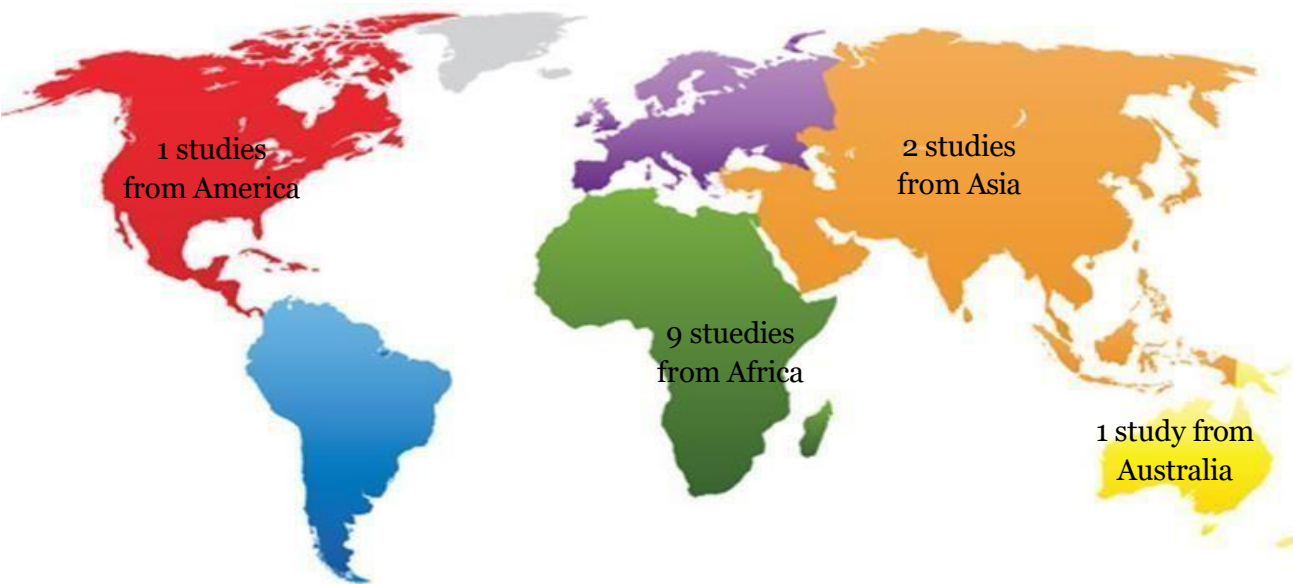 1 studies
from America
2 studies
from Asia
9 stuedies
from Africa
1 study from
Australia